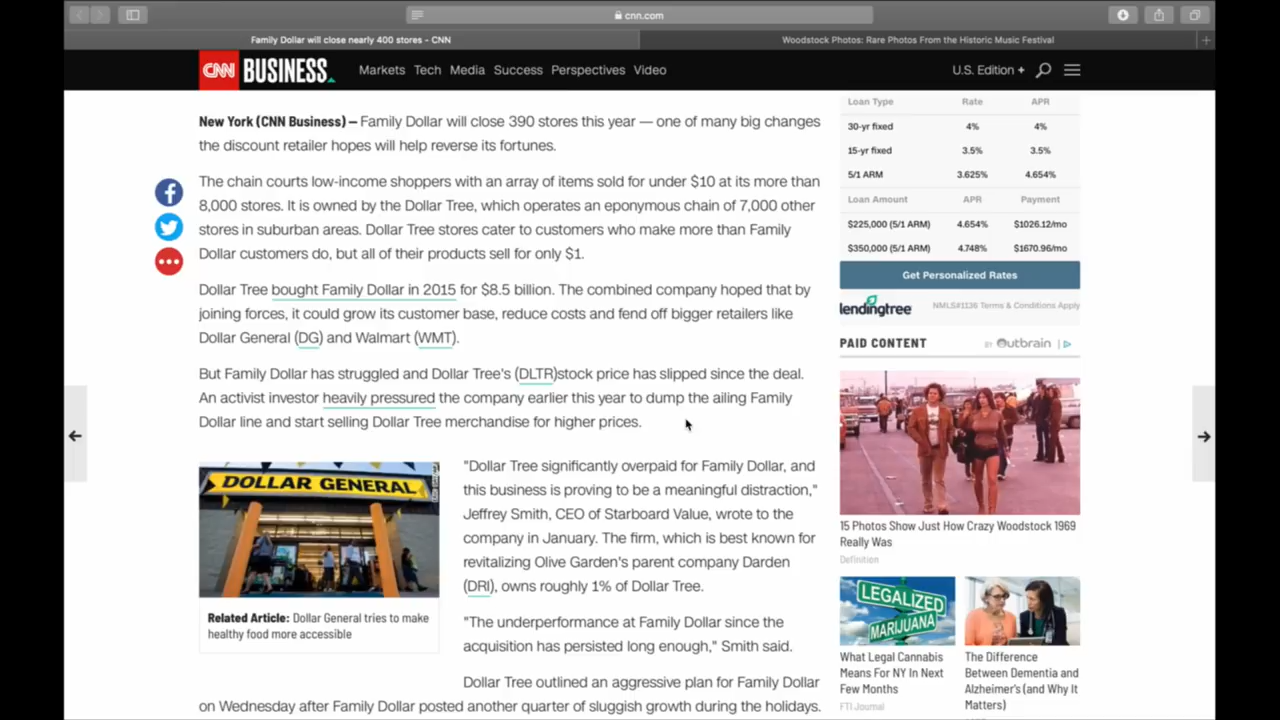 cnn.com
Family Dollar will close nearly 400 stores - CNN
Woodstock Photos: Rare Photos From the Historic Music Festival
CNN BUSINESS
Markets Tech Media Success Perspectives Video
U.S. Edition +
New York (CNN Business) — Family Dollar will close 390 stores this year — one of many big changes
the discount retailer hopes will help reverse its fortunes.
The chain courts low-income shoppers with an array of items sold for under $10 at its more than
8,000 stores. It is owned by the Dollar Tree, which operates an eponymous chain of 7,000 other
stores in suburban areas. Dollar Tree stores cater to customers who make more than Family
Dollar customers do, but all of their products sell for only $1.
Dollar Tree bought Family Dollar in 2015 for $8.5 billion. The combined company hoped that by
joining forces, it could grow its customer base, reduce costs and fend off bigger retailers like
Dollar General (DG) and Walmart (WMT).
But Family Dollar has struggled and Dollar Tree's (DLTR)stock price has slipped since the deal.
An activist investor heavily pressured the company earlier this year to dump the ailing Family
Dollar line and start selling Dollar Tree merchandise for higher prices.
DOLLAR GENERAL
Related Article: Dollar General tries to make
healthy food more accessible
"Dollar Tree significantly overpaid for Family Dollar, and
this business is proving to be a meaningful distraction,"
Jeffrey Smith, CEO of Starboard Value, wrote to the
company in January. The firm, which is best known for
revitalizing Olive Garden's parent company Darden
(DRI), owns roughly 1% of Dollar Tree.
"The underperformance at Family Dollar since the
acquisition has persisted long enough," Smith said.
Dollar Tree outlined an aggressive plan for Family Dollar
on Wednesday after Family Dollar posted another quarter of sluggish growth during the holidays.
Loan Type Rate APR
30-yr fixed 4% 4%
15-yr fixed 3.5% 3.5%
5/1 ARM 3.625% 4.654%
Loan Amount APR Payment
$225,000 (5/1 ARM) 4.654% $1026.12/mo
$350,000 (5/1 ARM) 4.748% $1670.96/mo
Get Personalized Rates
lendingtree NMLS#1136 Terms & Conditions Apply
PAID CONTENT BY Outbrain
15 Photos Show Just How Crazy Woodstock 1969
Really Was
Definition
LEGALIZED
MARIJUANA
What Legal Cannabis
Means For NY In Next
Few Months
FTI Journal
The Difference
Between Dementia and
Alzheimer's (and Why It
Matters)